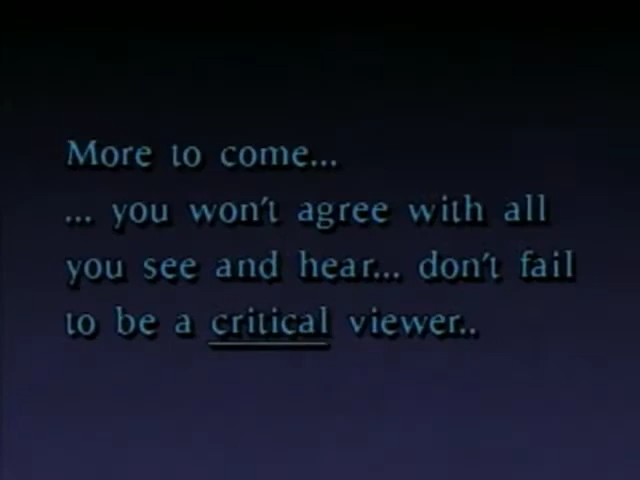 More to come...
... you won't agree with all
you see and hear... don't fail
to be a critical viewer..